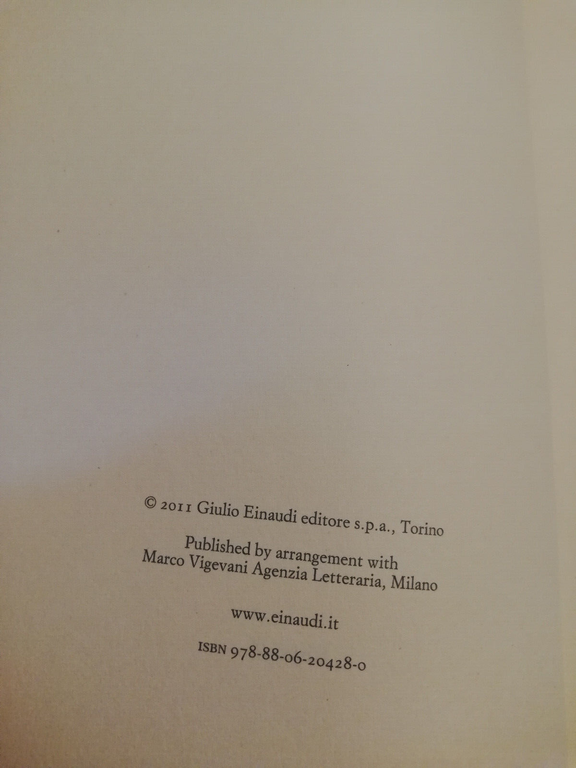 © 2011 Giulio Einaudi editore s.p.a., Torino
Published by arrangement with
Marco Vigevani Agenzia Letteraria, Milano
www.einaudi.it
ISBN 978-88-06-20428-0